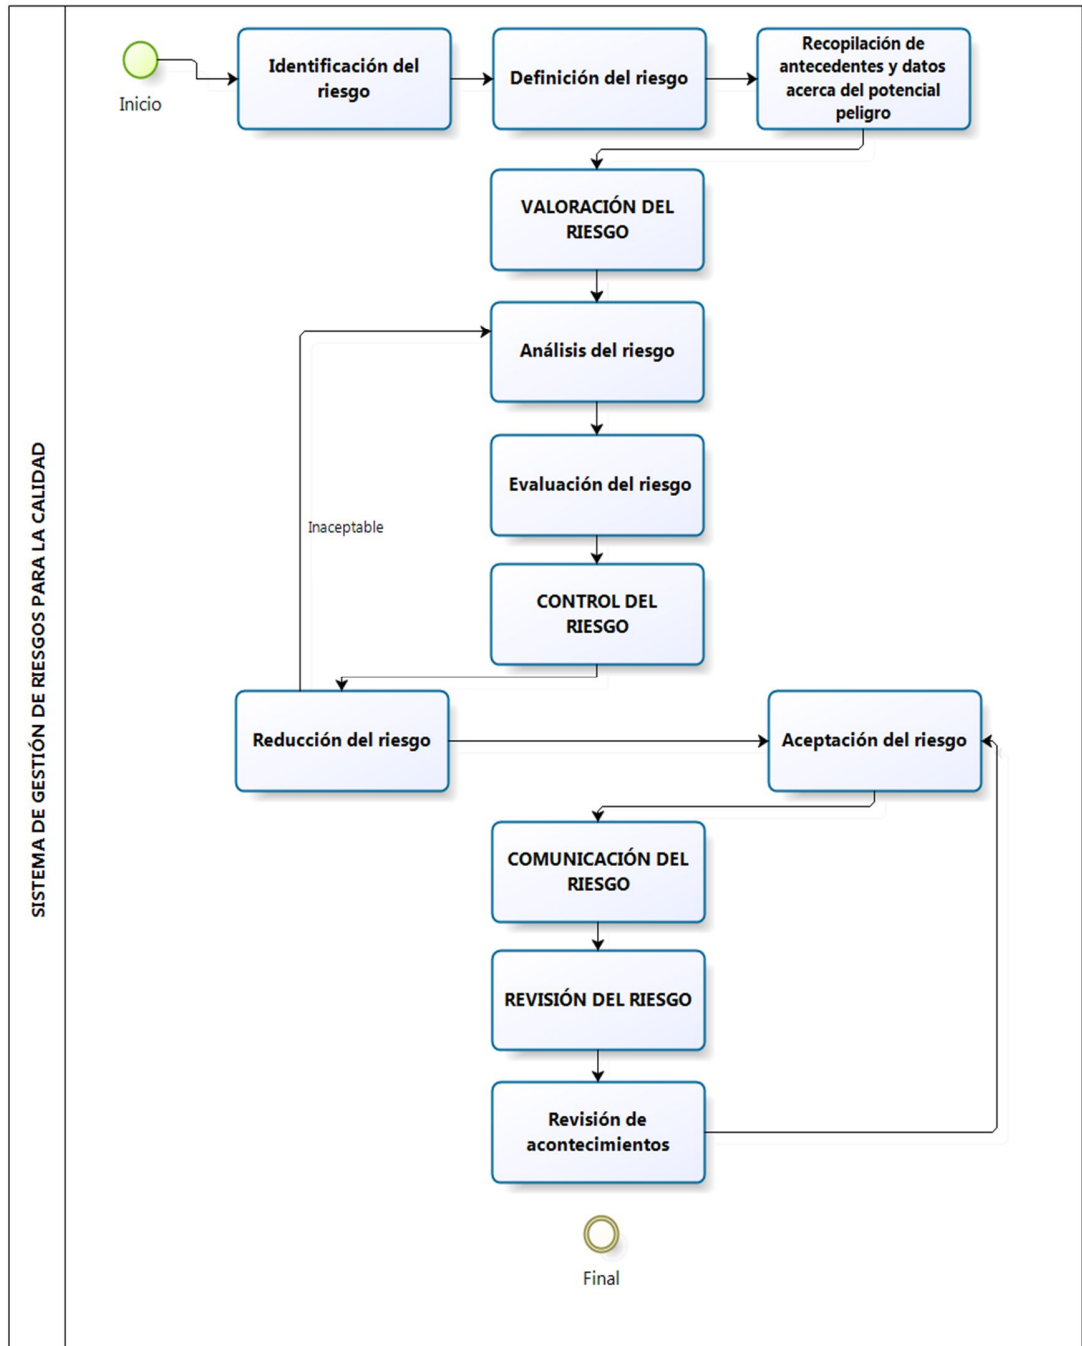 SISTEMA DE GESTIÓN DE RIESGOS PARA LA CALIDAD
Inicio
Identificación del
riesgo
Definición del riesgo
Recopilación de
antecedentes y datos
acerca del potencial
peligro
VALORACIÓN DEL
RIESGO
Análisis del riesgo
Evaluación del riesgo
Inaceptable
CONTROL DEL
RIESGO
Reducción del riesgo
Aceptación del riesgo
COMUNICACIÓN DEL
RIESGO
REVISIÓN DEL RIESGO
Revisión de
acontecimientos
Final